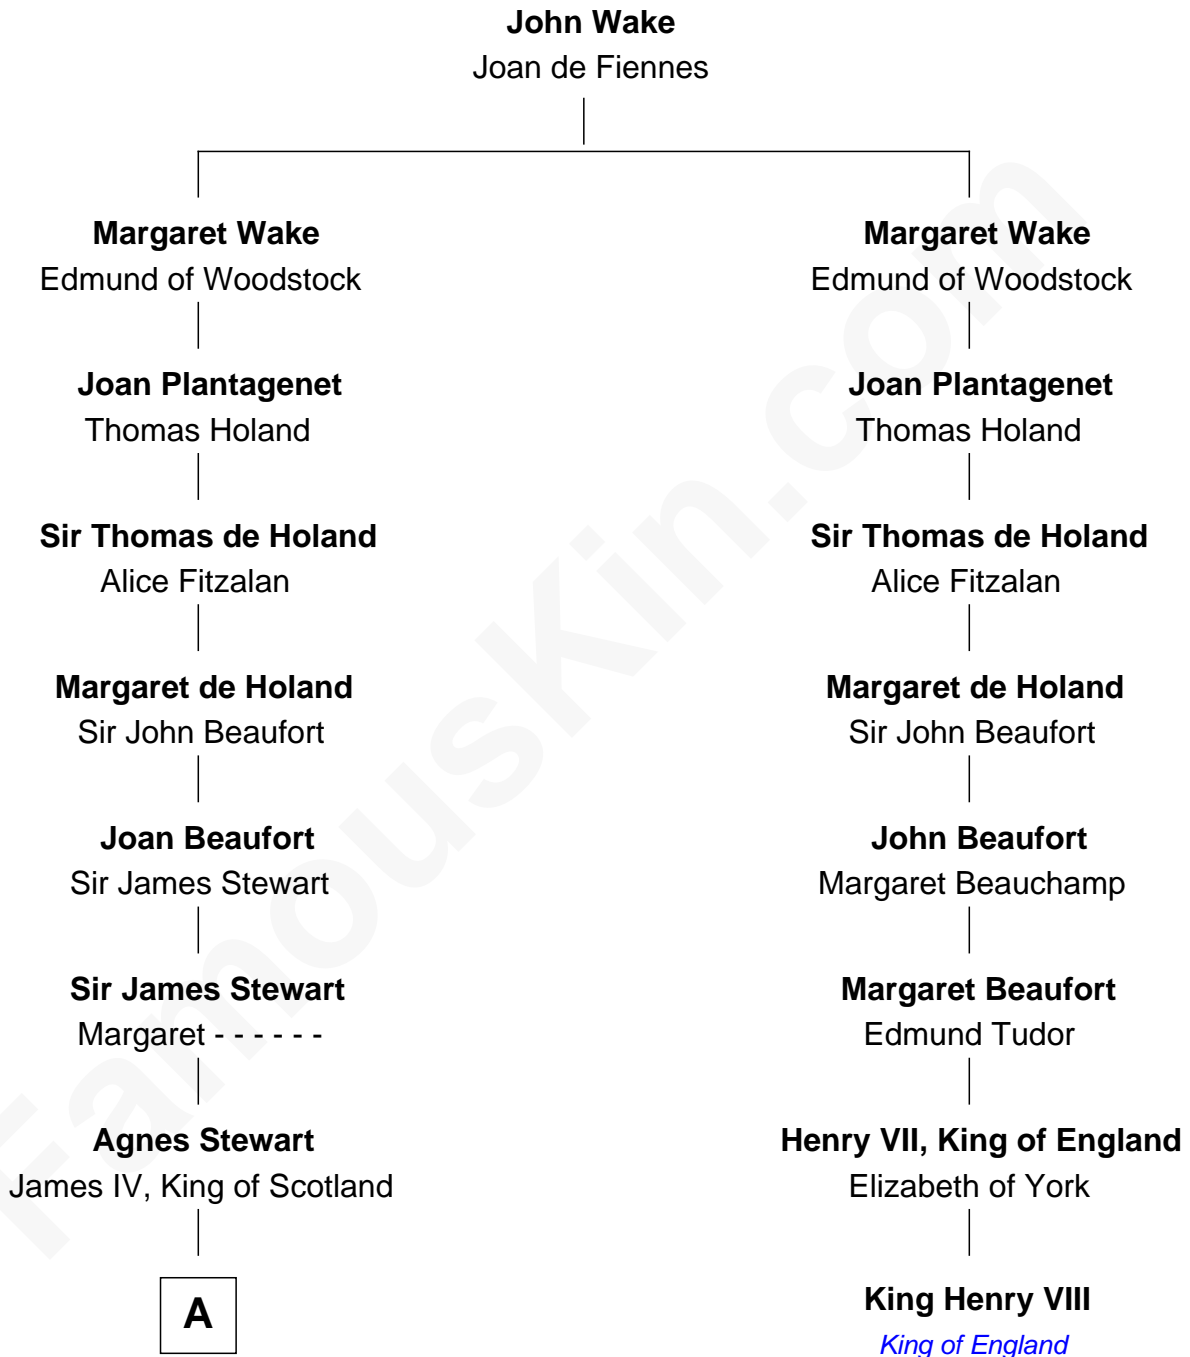 John Wake
Joan de Fiennes
Margaret Wake
Edmund of Woodstock
Joan Plantagenet
Thomas Holand
Sir Thomas de Holand
Alice Fitzalan
Margaret de Holand
Sir John Beaufort
Joan Beaufort
Sir James Stewart
Sir James Stewart
Margaret - - - - - -
Agnes Stewart
James IV, King of Scotland
A
Margaret Wake
Edmund of Woodstock
Joan Plantagenet
Thomas Holand
Sir Thomas de Holand
Alice Fitzalan
Margaret de Holand
Sir John Beaufort
John Beaufort
Margaret Beauchamp
Margaret Beaufort
Edmund Tudor
Henry VII, King of England
Elizabeth of York
King Henry VIII
King of England
FamousKin.com